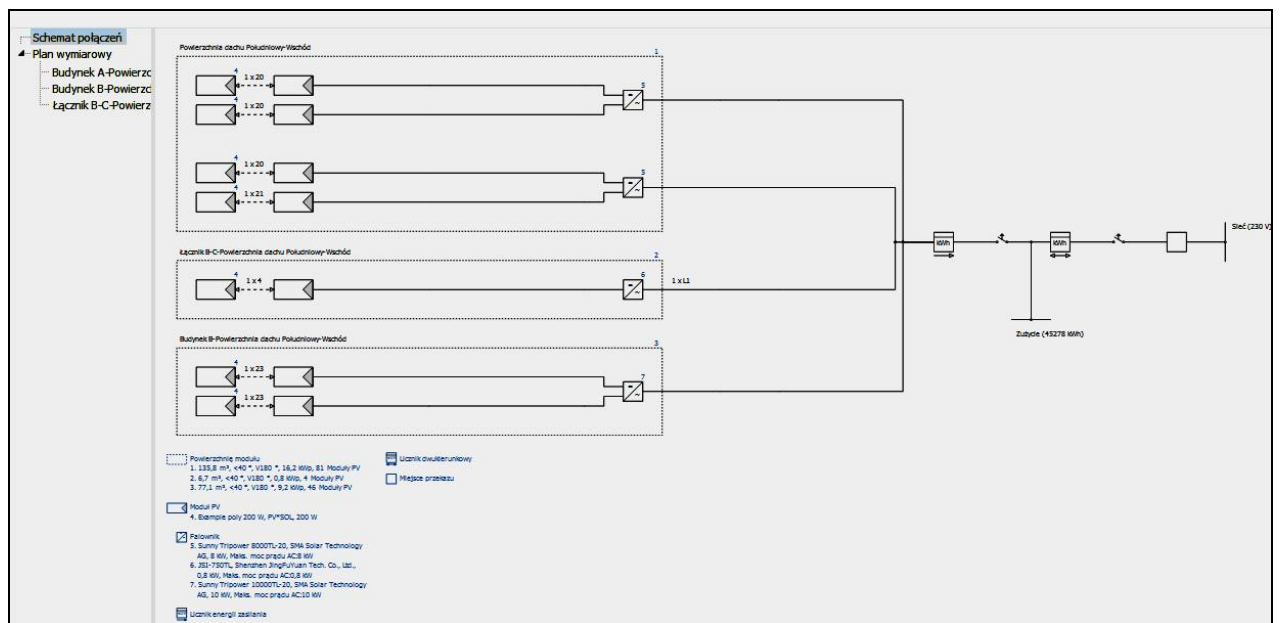 Schemat połączeń
Plan wymiarowy
Budynek A-Powierzc
Budynek B-Powierzc
Łącznik B-C-Powierz
Powierzchnia dachu Południowy-Wschód
1
4
1 x 20
4
1 x 20
5
4
1 x 20
4
1 x 21
5
Łącznik B-C-Powierzchnia dachu Południowy-Wschód
2
4
1 x 4
6
1 x L1
Budynek B-Powierzchnia dachu Południowy-Wschód
3
4
1 x 23
4
1 x 23
7
kWh
kWh
Sieć (230 V)
Zużycie (45278 kWh)
Powierzchnię modułu
1. 135,8 m², <40 °, V180 °, 16,2 kWp, 81 Moduły PV
2. 6,7 m², <40 °, V180 °, 0,8 kWp, 4 Moduły PV
3. 77,1 m², <40 °, V180 °, 9,2 kWp, 46 Moduły PV
Moduł PV
4. Example poly 200 W, PV*SOL, 200 W
Falownik
5. Sunny Tripower 8000TL-20, SMA Solar Technology
AG, 8 kW, Maks. moc prądu AC:8 kW
6. JSI-750TL, Shenzhen JingFuYuan Tech. Co., Ltd.,
0,8 kW, Maks. moc prądu AC:0,8 kW
7. Sunny Tripower 10000TL-20, SMA Solar Technology
AG, 10 kW, Maks. moc prądu AC:10 kW
Licznik energii zasilania
Licznik dwukierunkowy
Miejsce przekazu